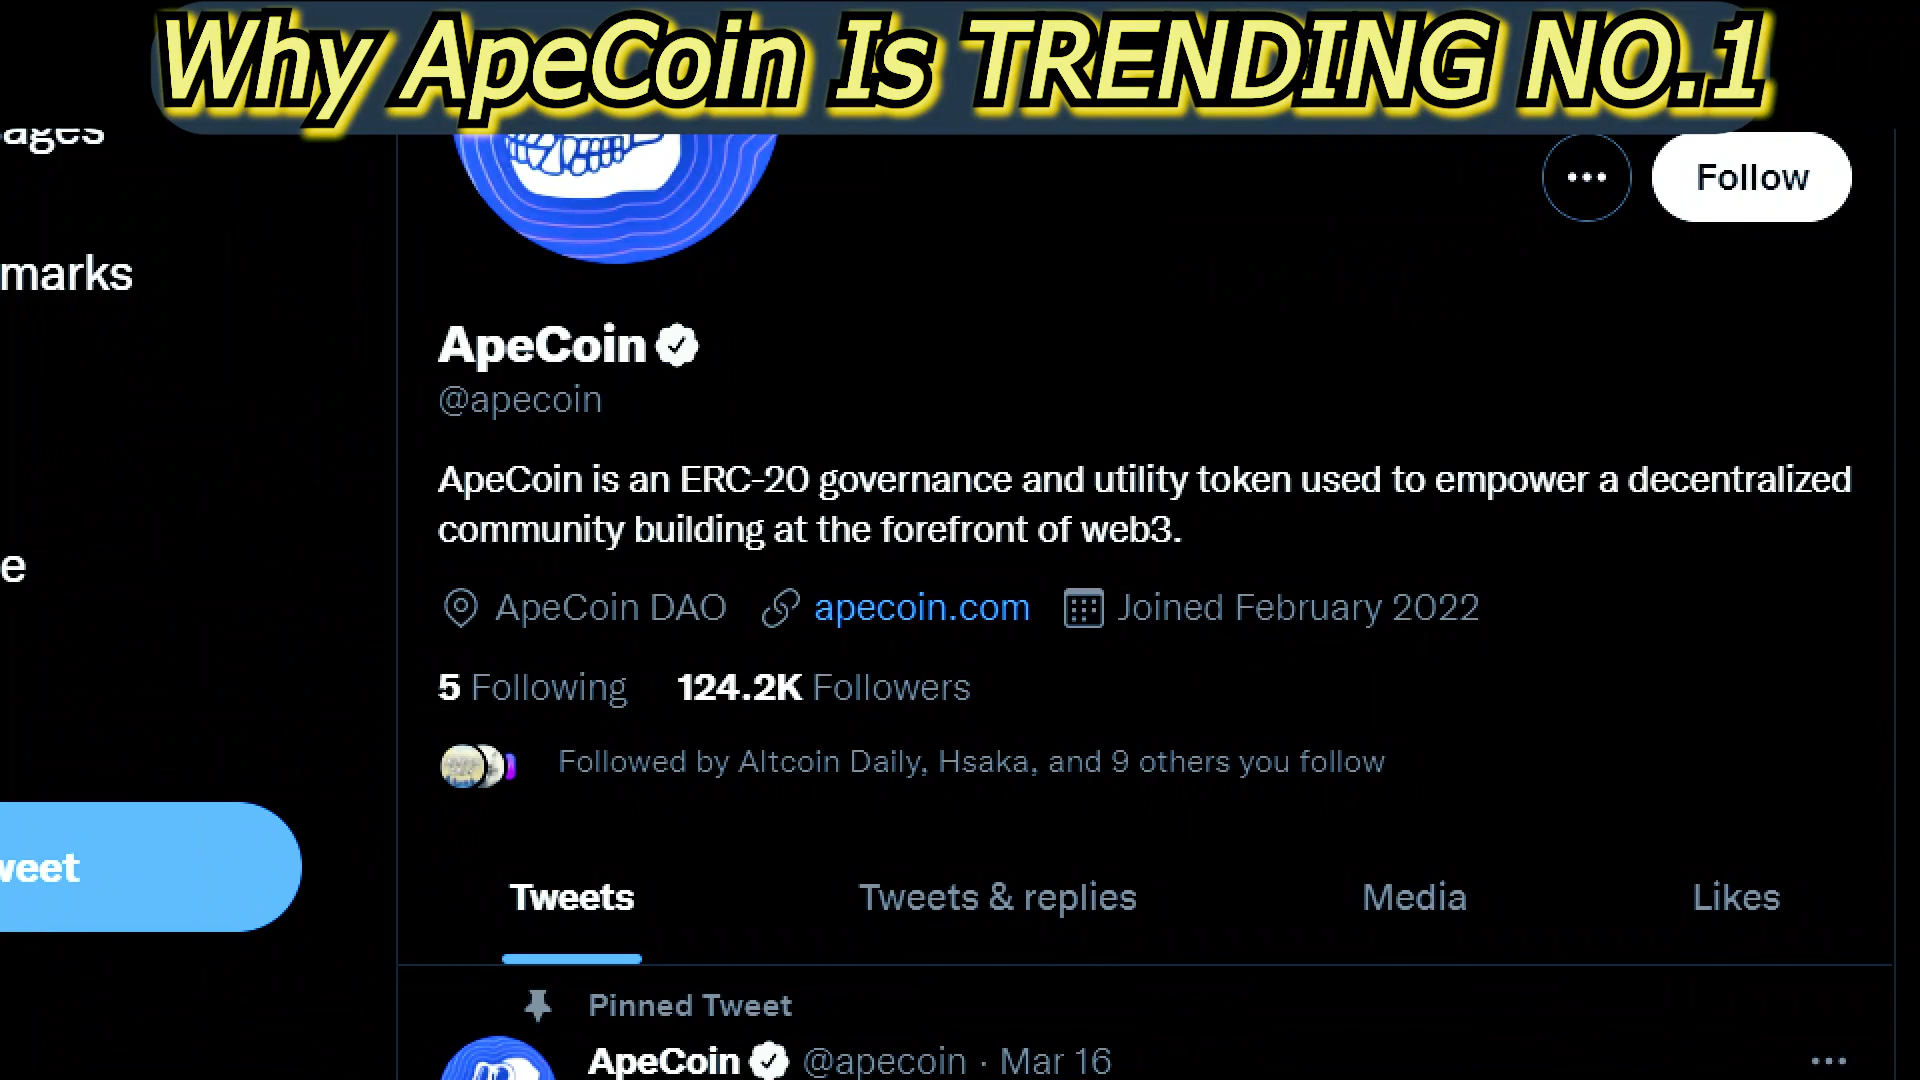 Why ApeCoin Is TRENDING NO.1
ages
marks
e
weet
Follow
ApeCoin
@apecoin
ApeCoin is an ERC-20 governance and utility token used to empower a decentralized
community building at the forefront of web3.
ApeCoin DAO apecoin.com Joined February 2022
5 Following 124.2K Followers
Followed by Altcoin Daily, Hsaka, and 9 others you follow
Tweets Tweets & replies Media Likes
Pinned Tweet
ApeCoin @apecoin · Mar 16